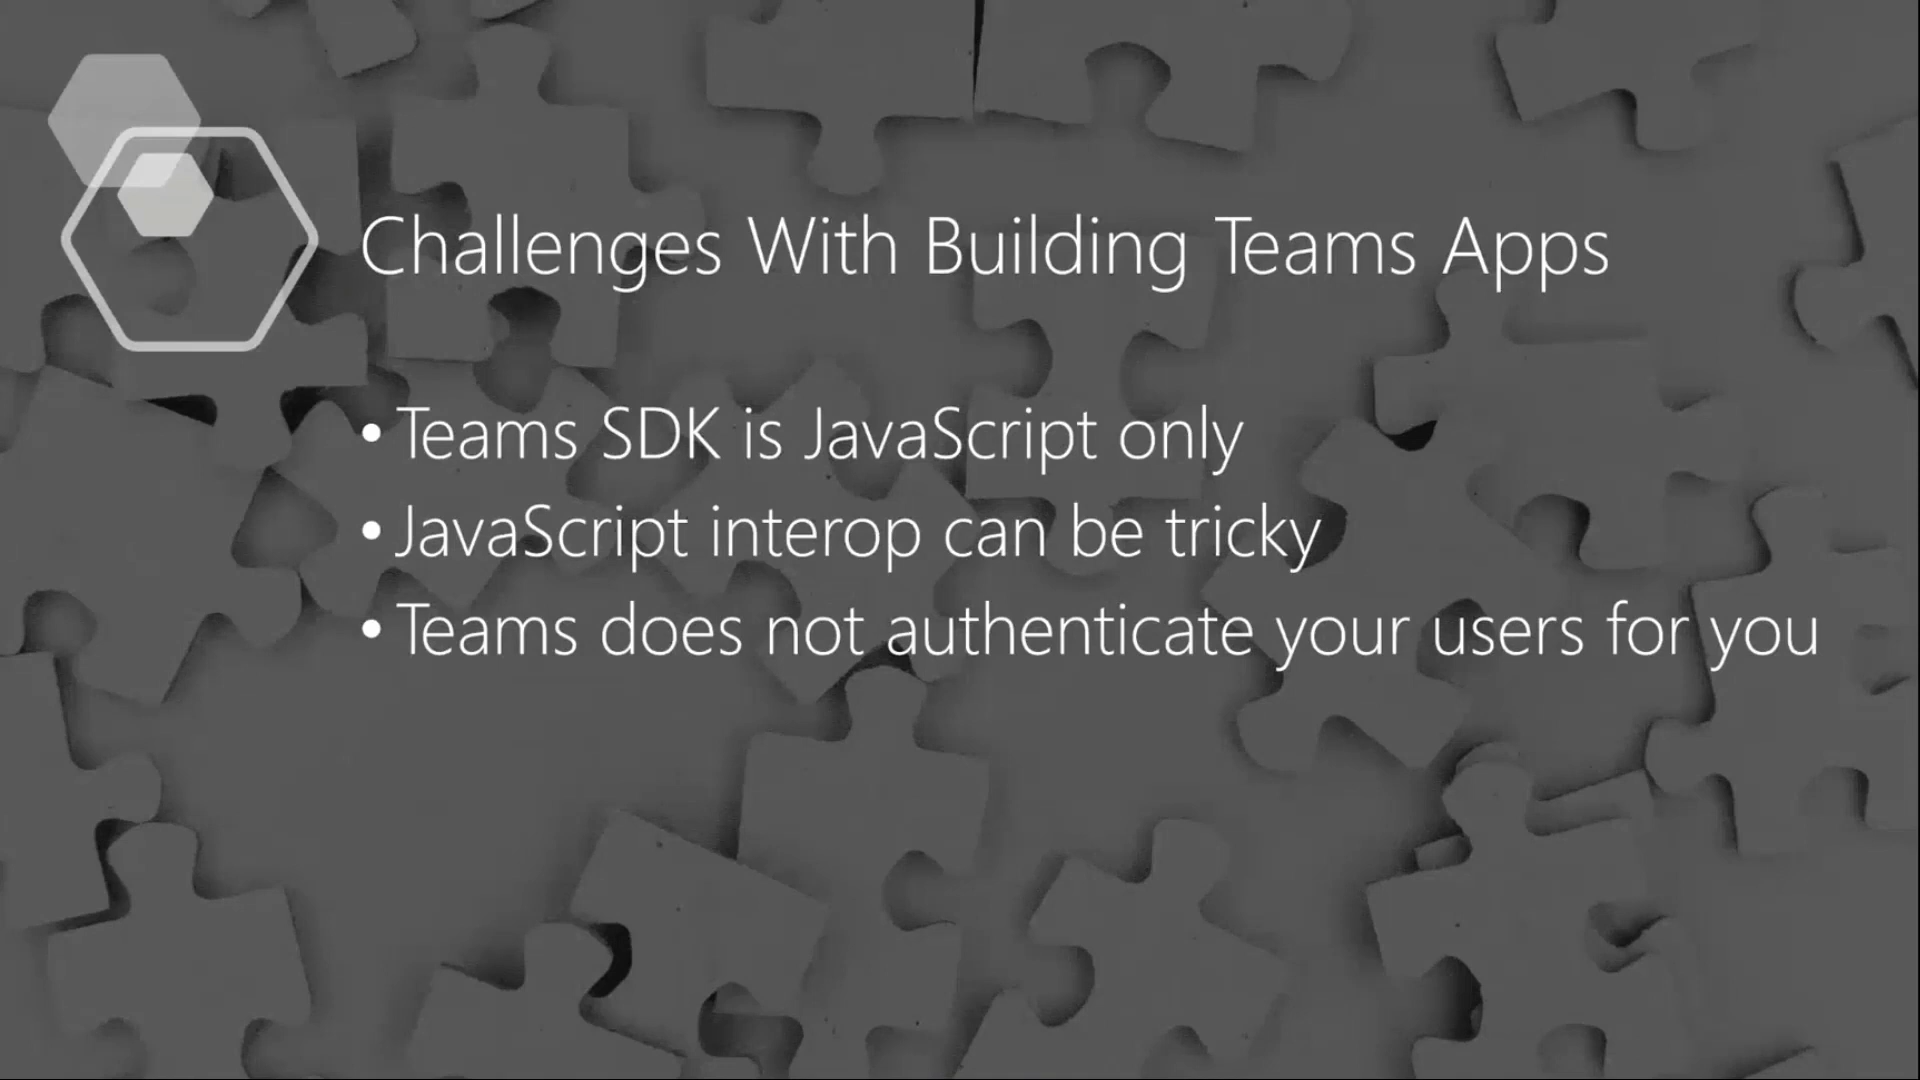 Challenges With Building Teams Apps
• Teams SDK is JavaScript only
• JavaScript interop can be tricky
• Teams does not authenticate your users for you